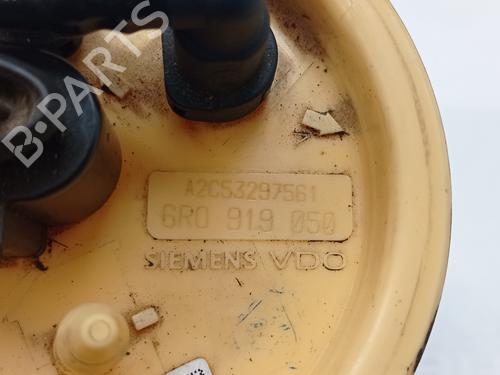 B-PARTS
A2C53297561
6R0 919 050
SIEMENS VDO